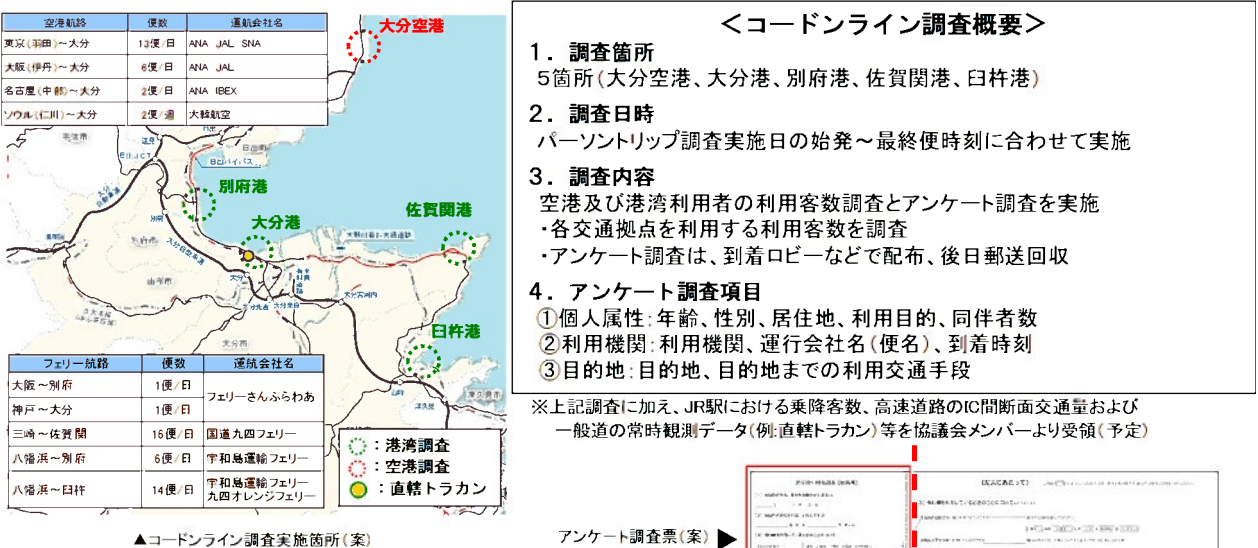 空港航路 便数 運航会社名
東京(羽田)～大分 13便/日 ANA JAL SNA
大阪(伊丹)～大分 6便/日 ANA JAL
名古屋(中部)～大分 2便/日 ANA IBEX
ソウル(仁川)～大分 2便/週 大韓航空
大分空港
日出バイパス
別府港
大分港
佐賀関港
臼杵港
別府
大分
大分市
津久見
津久見市
フェリー航路 便数 運航会社名
大阪～別府 1便/日 フェリーさんふらわあ
神戸～大分 1便/日
三崎～佐賀関 16便/日 国道九四フェリー
八幡浜～別府 6便/日 宇和島運輸フェリー
八幡浜～臼杵 14便/日 宇和島運輸フェリー
九四オレンジフェリー
：港湾調査
：空港調査
：直轄トラカン
▲コードンライン調査実施箇所(案)
＜コードンライン調査概要＞
1．調査箇所
5箇所(大分空港、大分港、別府港、佐賀関港、臼杵港)
2．調査日時
パーソントリップ調査実施日の始発～最終便時刻に合わせて実施
3．調査内容
空港及び港湾利用者の利用客数調査とアンケート調査を実施
・各交通拠点を利用する利用客数を調査
・アンケート調査は、到着ロビーなどで配布、後日郵送回収
4．アンケート調査項目
①個人属性：年齢、性別、居住地、利用目的、同伴者数
②利用機関：利用機関、運行会社名(便名)、到着時刻
③目的地：目的地、目的地までの利用交通手段
※上記調査に加え、JR駅における乗降客数、高速道路のIC間断面交通量および
一般道の常時観測データ(例:直轄トラカン)等を協議会メンバーより受領(予定)
アンケート調査票(案)▶